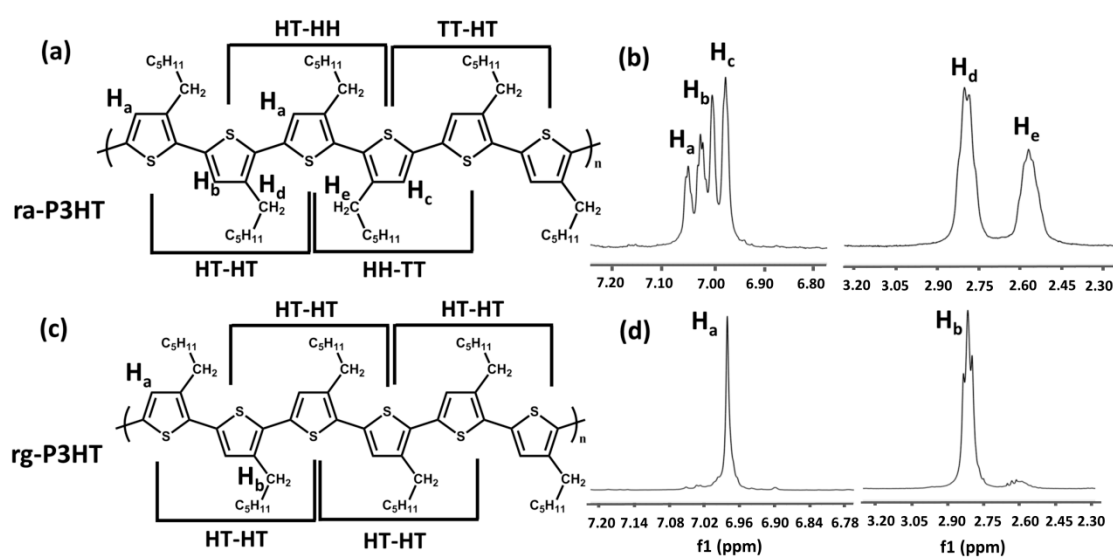 (a)
HT-HH
TT-HT
C5H11
CH2
C5H11
CH2
C5H11
CH2
Ha
Ha
S
S
S
S
S
S
n
Hb
Hd
He
Hc
CH2
H2C
CH2
C5H11
C5H11
C5H11
ra-P3HT
HT-HT
HH-TT
(b)
Ha
Hb
Hc
Hd
He
7.20
7.10
7.00
6.90
6.80
3.20
3.05
2.90
2.75
2.60
2.45
2.30
(c)
HT-HT
HT-HT
C5H11
CH2
C5H11
CH2
C5H11
CH2
Ha
S
S
S
S
S
S
n
rg-P3HT
Hb
CH2
CH2
CH2
C5H11
C5H11
C5H11
HT-HT
HT-HT
Ha
(d)
Hb
7.20
7.14
7.08
7.02
6.96
6.90
6.84
6.78
f1 (ppm)
3.20
3.05
2.90
2.75
2.60
2.45
2.30
f1 (ppm)